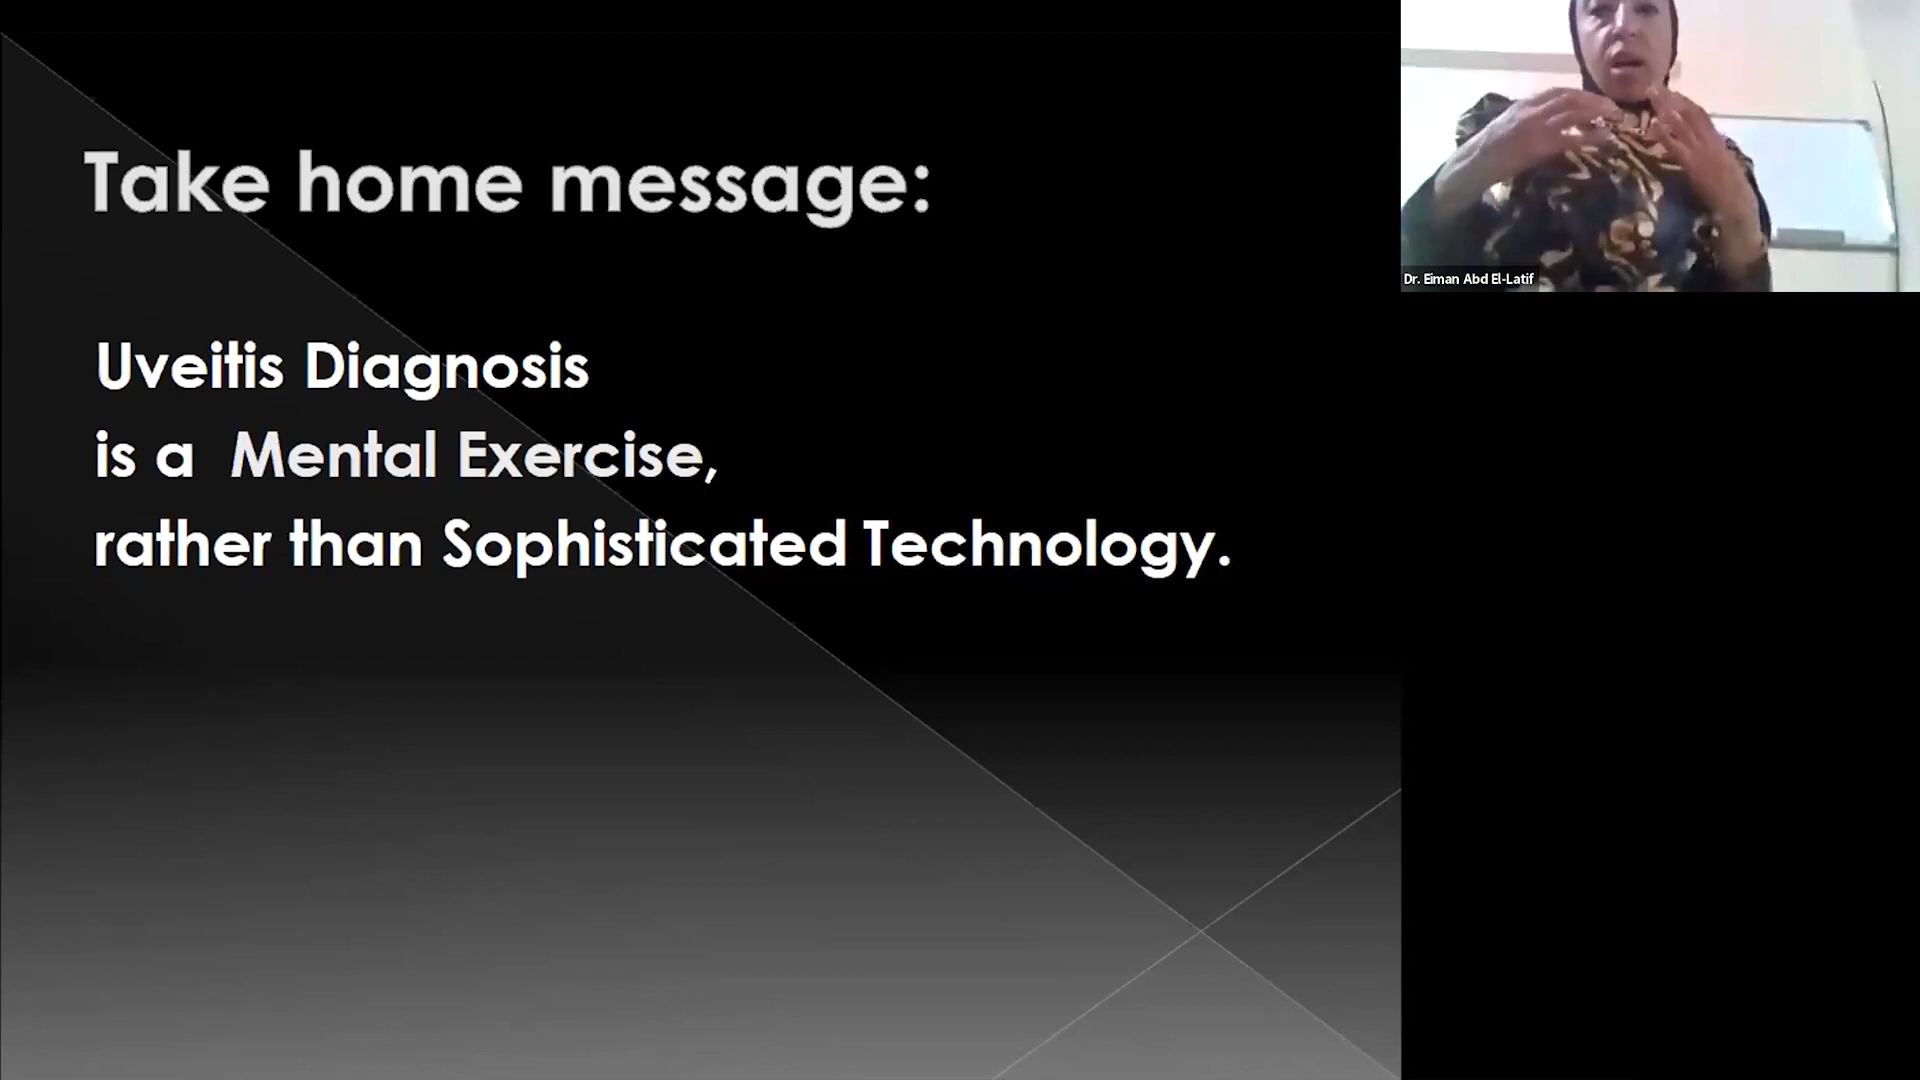 Take home message:
Uveitis Diagnosis
is a Mental Exercise,
rather than Sophisticated Technology.
Dr. Eiman Abd El-Latif